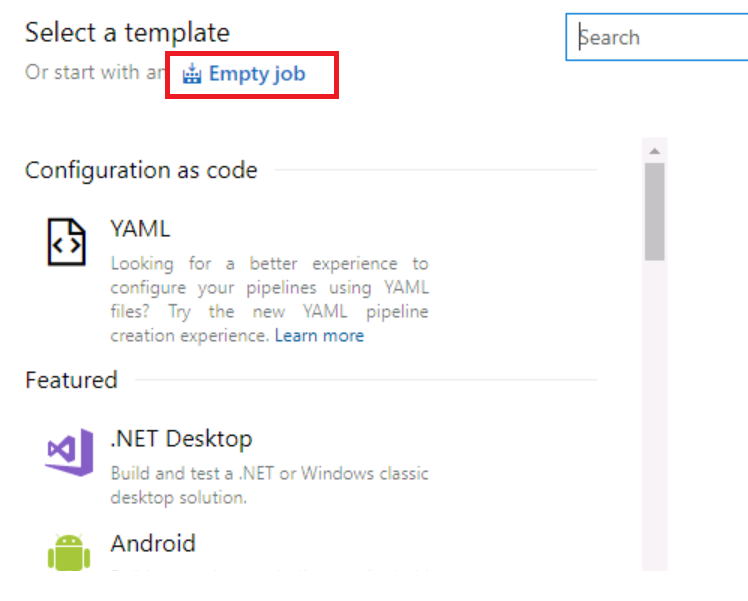 Select a template
Search
Or start with an Empty job
Configuration as code
YAML
Looking for a better experience to
configure your pipelines using YAML
files? Try the new YAML pipeline
creation experience. Learn more
Featured
.NET Desktop
Build and test a .NET or Windows classic
desktop solution.
Android